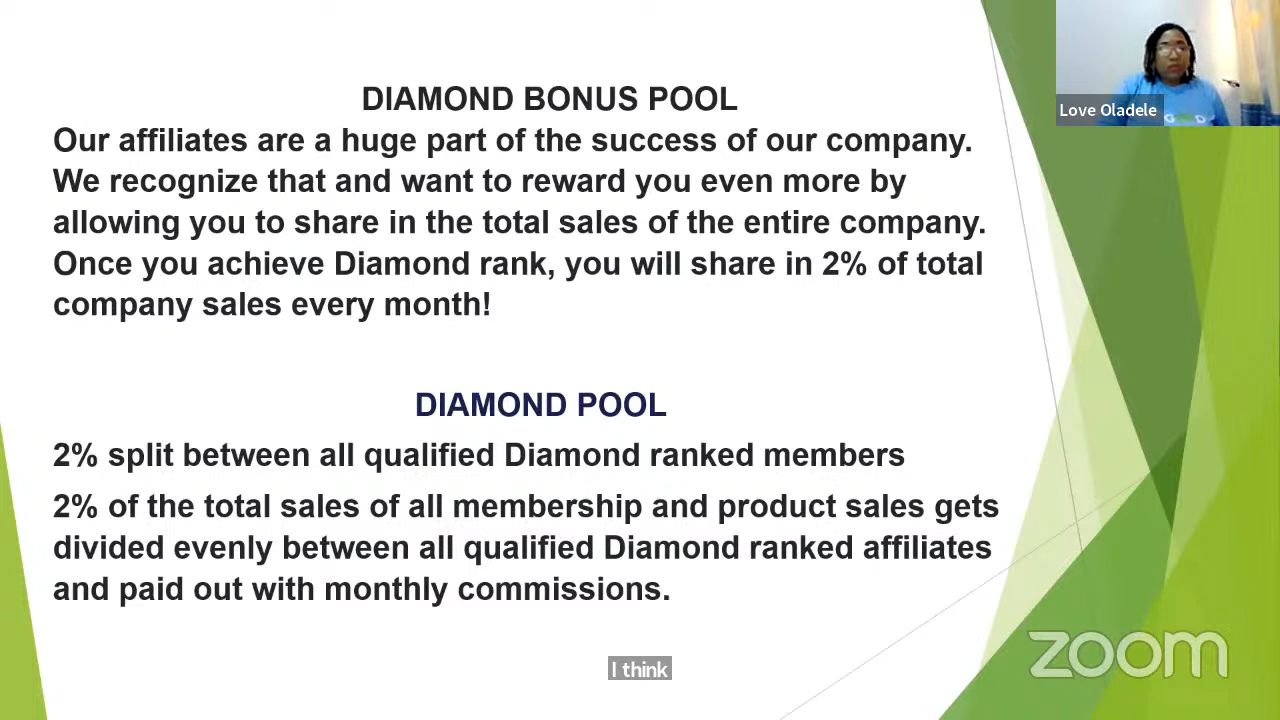 DIAMOND BONUS POOL
Our affiliates are a huge part of the success of our company.
We recognize that and want to reward you even more by
allowing you to share in the total sales of the entire company.
Once you achieve Diamond rank, you will share in 2% of total
company sales every month!
DIAMOND POOL
2% split between all qualified Diamond ranked members
2% of the total sales of all membership and product sales gets
divided evenly between all qualified Diamond ranked affiliates
and paid out with monthly commissions.
Love Oladele
zoom
I think